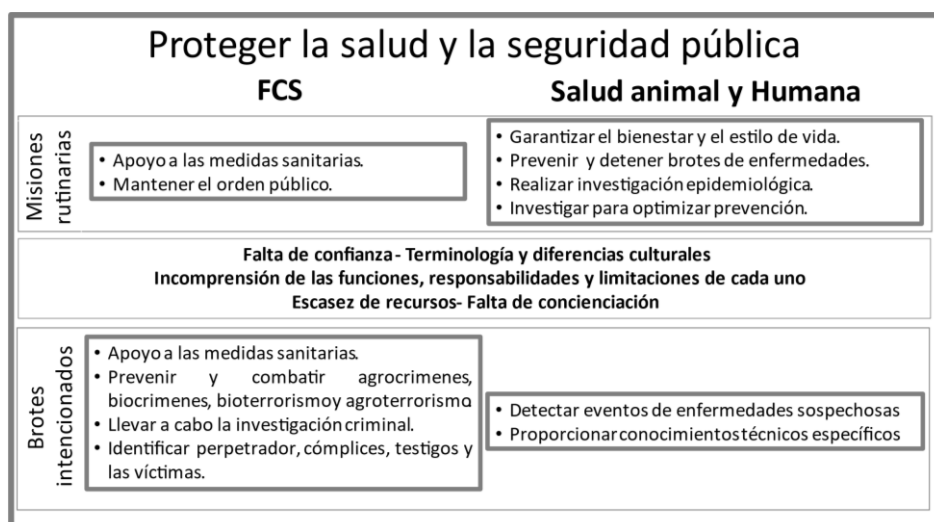 Proteger la salud y la seguridad pública
FCS
Salud animal y Humana
Misiones
rutinarias
• Apoyo a las medidas sanitarias.
• Mantener el orden público.
• Garantizar el bienestar y el estilo de vida.
• Prevenir y detener brotes de enfermedades.
• Realizar investigación epidemiológica.
• Investigar para optimizar prevención.
Falta de confianza- Terminología y diferencias culturales
Incomprensión de las funciones, responsabilidades y limitaciones de cada uno
Escasez de recursos- Falta de concienciación
Brotes
intencionados
• Apoyo a las medidas sanitarias.
• Prevenir y combatir agrocrimenes,
biocrimenes, bioterrorismo y agroterrorismo.
• Llevar a cabo la investigación criminal.
• Identificar perpetrador, cómplices, testigos y
las víctimas.
• Detectar eventos de enfermedades sospechosas
• Proporcionar conocimientos técnicos específicos